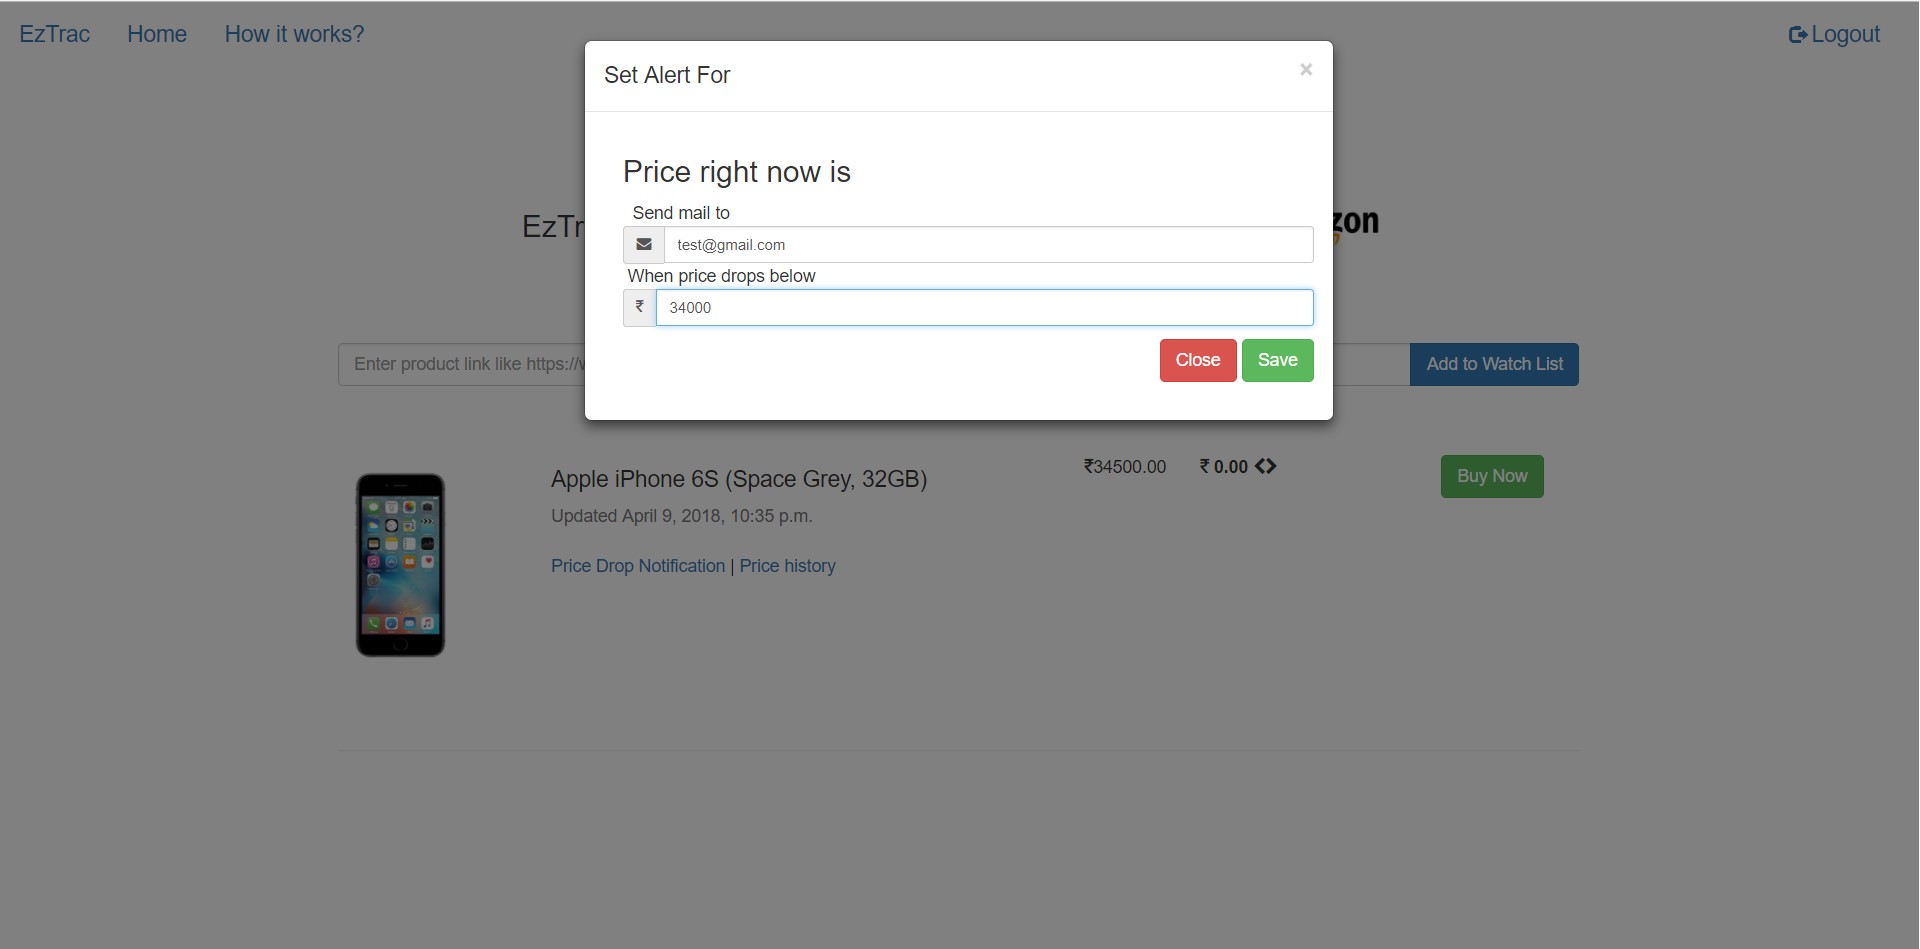 EzTrac Home How it works? Logout
Set Alert For ×
Price right now is
Send mail to
test@gmail.com
When price drops below
₹ 34000
Close Save
EzTr
zon
Enter product link like https://
Add to Watch List
Apple iPhone 6S (Space Grey, 32GB)
₹34500.00 ₹ 0.00
Buy Now
Updated April 9, 2018, 10:35 p.m.
Price Drop Notification | Price history